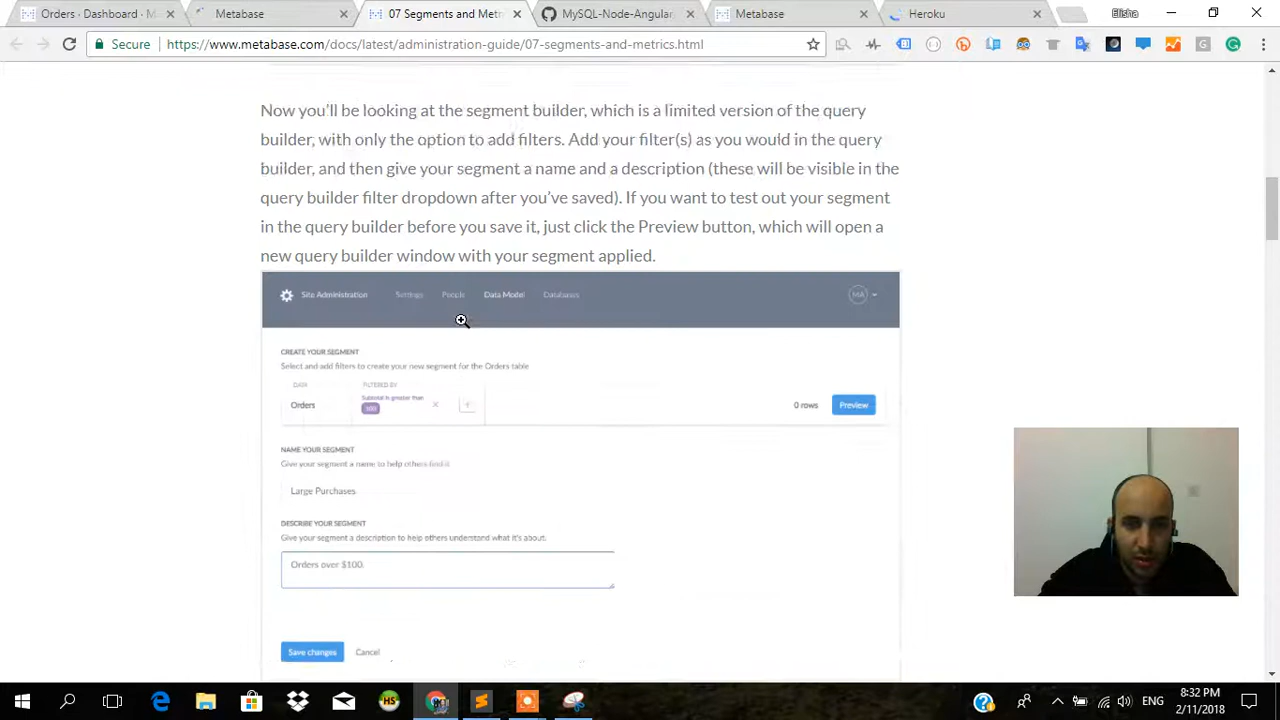 Orders · Dashboard · M
Metabase
07 Segments and Metr
MySQL-Node-Angular
Metabase
Heroku
Elisha
Secure
https://www.metabase.com/docs/latest/administration-guide/07-segments-and-metrics.html
Now you’ll be looking at the segment builder, which is a limited version of the query
builder, with only the option to add filters. Add your filter(s) as you would in the query
builder, and then give your segment a name and a description (these will be visible in the
query builder filter dropdown after you’ve saved). If you want to test out your segment
in the query builder before you save it, just click the Preview button, which will open a
new query builder window with your segment applied.
Site Administration
Settings
People
Data Model
Databases
MA
CREATE YOUR SEGMENT
Select and add filters to create your new segment for the Orders table
DATA
FILTERED BY
Orders
Subtotal is greater than
100
0 rows
Preview
NAME YOUR SEGMENT
Give your segment a name to help others find it
Large Purchases
DESCRIBE YOUR SEGMENT
Give your segment a description to help others understand what it's about.
Orders over $100.
Save changes
Cancel
HS
ENG
8:32 PM
2/11/2018